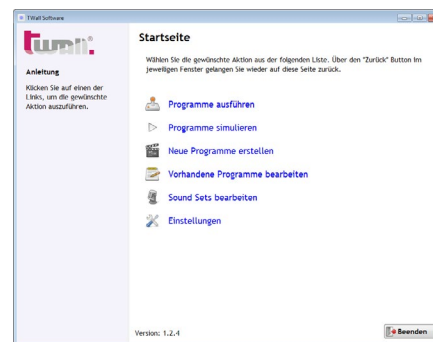 TWall Software
twall®
Anleitung
Klicken Sie auf einen der
Links, um die gewünschte
Aktion auszuführen.
Startseite
Wählen Sie die gewünschte Aktion aus der folgenden Liste. Über den "Zurück" Button im
jeweiligen Fenster gelangen Sie wieder auf diese Seite zurück.
Programme ausführen
Programme simulieren
Neue Programme erstellen
Vorhandene Programme bearbeiten
Sound Sets bearbeiten
Einstellungen
Version: 1.2.4
Beenden